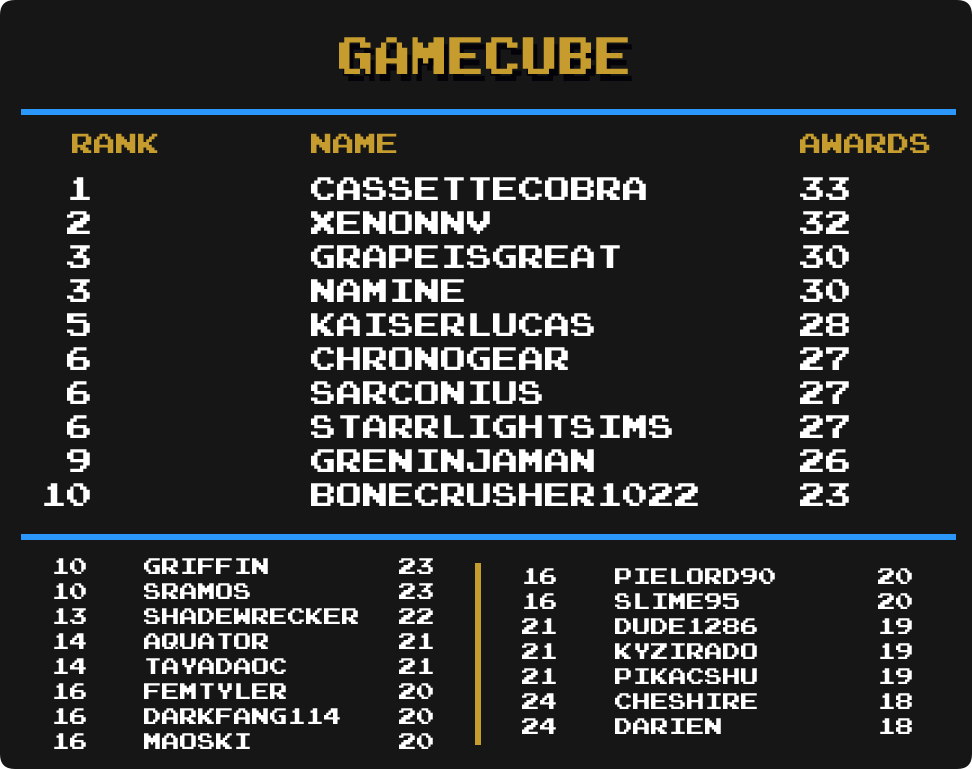 GAMECUBE
RANK NAME AWARDS
1 CASSETTECOBRA 33
2 XENONNV 32
3 GRAPEISGREAT 30
3 NAMINE 30
5 KAISERLUCAS 28
6 CHRONOGEAR 27
6 SARCONIUS 27
6 STARRLIGHTSIMS 27
9 GRENINJAMAN 26
10 BONECRUSHER1022 23
10 GRIFFIN 23
10 SRAMOS 23
13 SHADEWRECKER 22
14 AQUATOR 21
14 TAYADAOC 21
16 FEMTYLER 20
16 DARKFANG114 20
16 MAOSKI 20
16 PIELORD90 20
16 SLIME95 20
21 DUDE1286 19
21 KYZIRADO 19
21 PIKACSHU 19
24 CHESHIRE 18
24 DARIEN 18